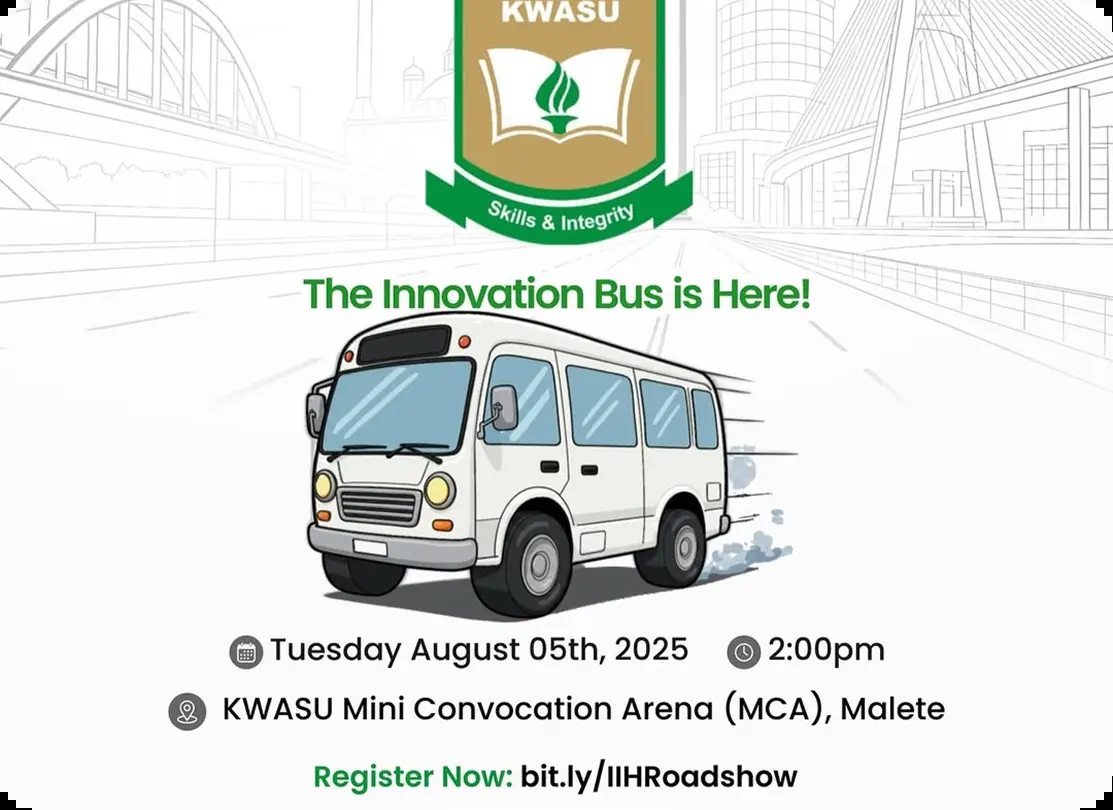 KWASU
Skills & Integrity
The Innovation Bus is Here!
Tuesday August 05th, 2025 2:00pm
KWASU Mini Convocation Arena (MCA), Malete
Register Now: bit.ly/IIHRoadshow